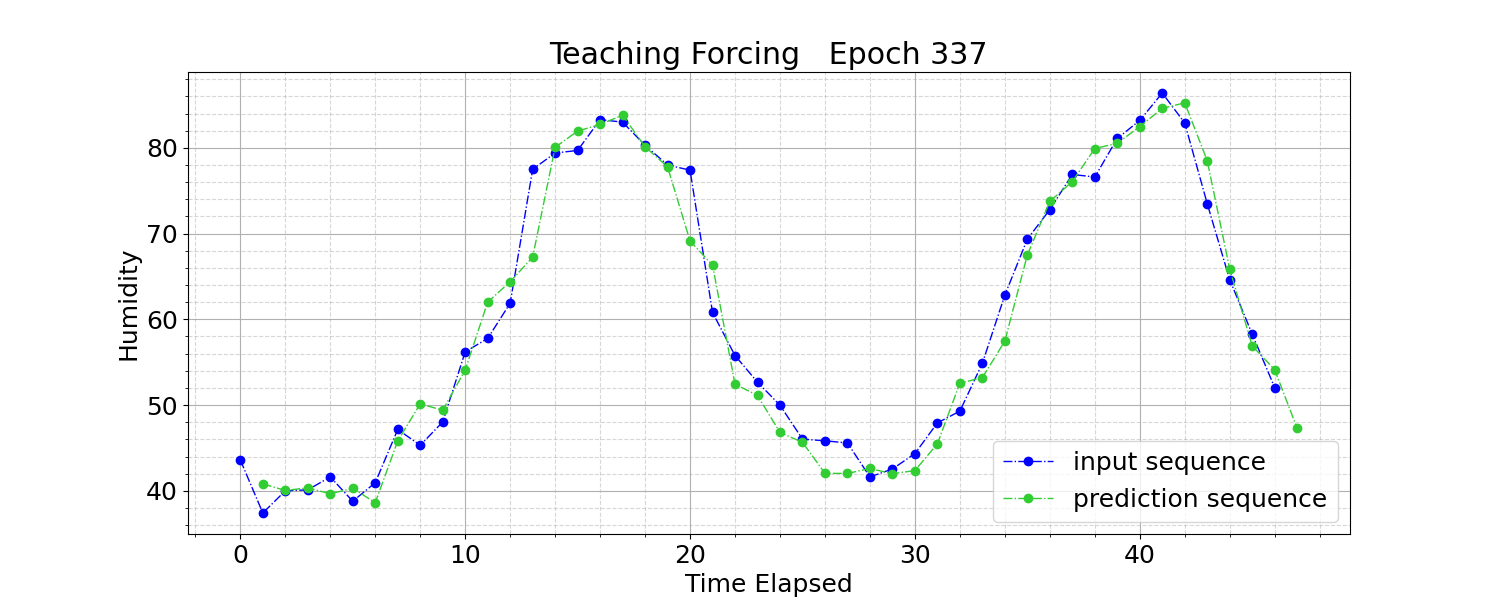 Teaching Forcing   Epoch 337
Humidity
80
70
60
50
40
0 10 20 30 40
Time Elapsed
input sequence
prediction sequence